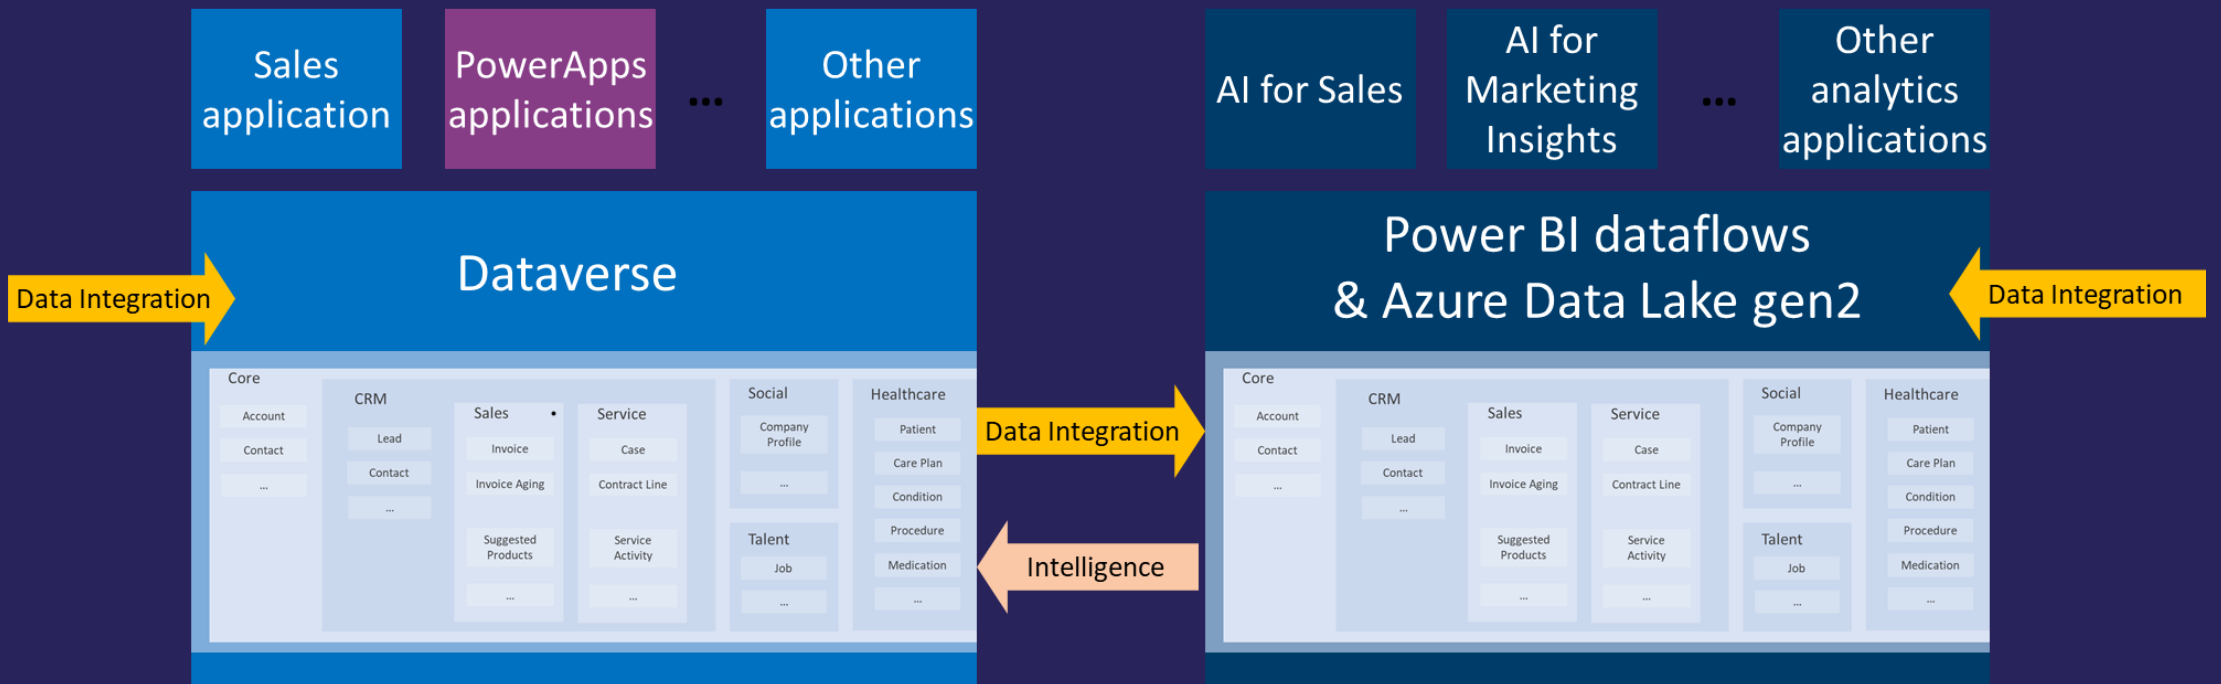 Sales
application
PowerApps
applications
...
Other
applications
AI for Sales
AI for
Marketing
Insights
...
Other
analytics
applications
Data Integration
Dataverse
Core
Account
Contact
...
CRM
Lead
Contact
...
Sales
Invoice
Invoice Aging
Suggested
Products
...
Service
Case
Contract Line
Service
Activity
...
Social
Company
Profile
...
Talent
Job
...
Healthcare
Patient
Care Plan
Condition
Procedure
Medication
...
Data Integration
Intelligence
Power BI dataflows
& Azure Data Lake gen2
Data Integration
Core
Account
Contact
...
CRM
Lead
Contact
...
Sales
Invoice
Invoice Aging
Suggested
Products
...
Service
Case
Contract Line
Service
Activity
...
Social
Company
Profile
...
Talent
Job
...
Healthcare
Patient
Care Plan
Condition
Procedure
Medication
...